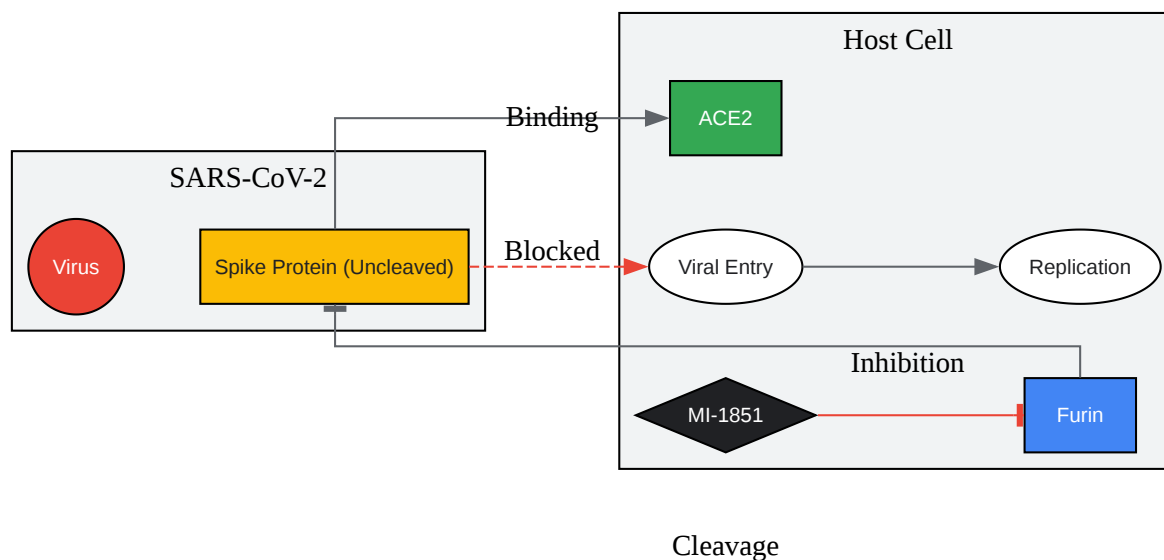 Host Cell
Binding
ACE2
SARS-CoV-2
Virus
Spike Protein (Uncleaved)
Blocked
Viral Entry
Replication
Inhibition
MI-1851
Furin
Cleavage